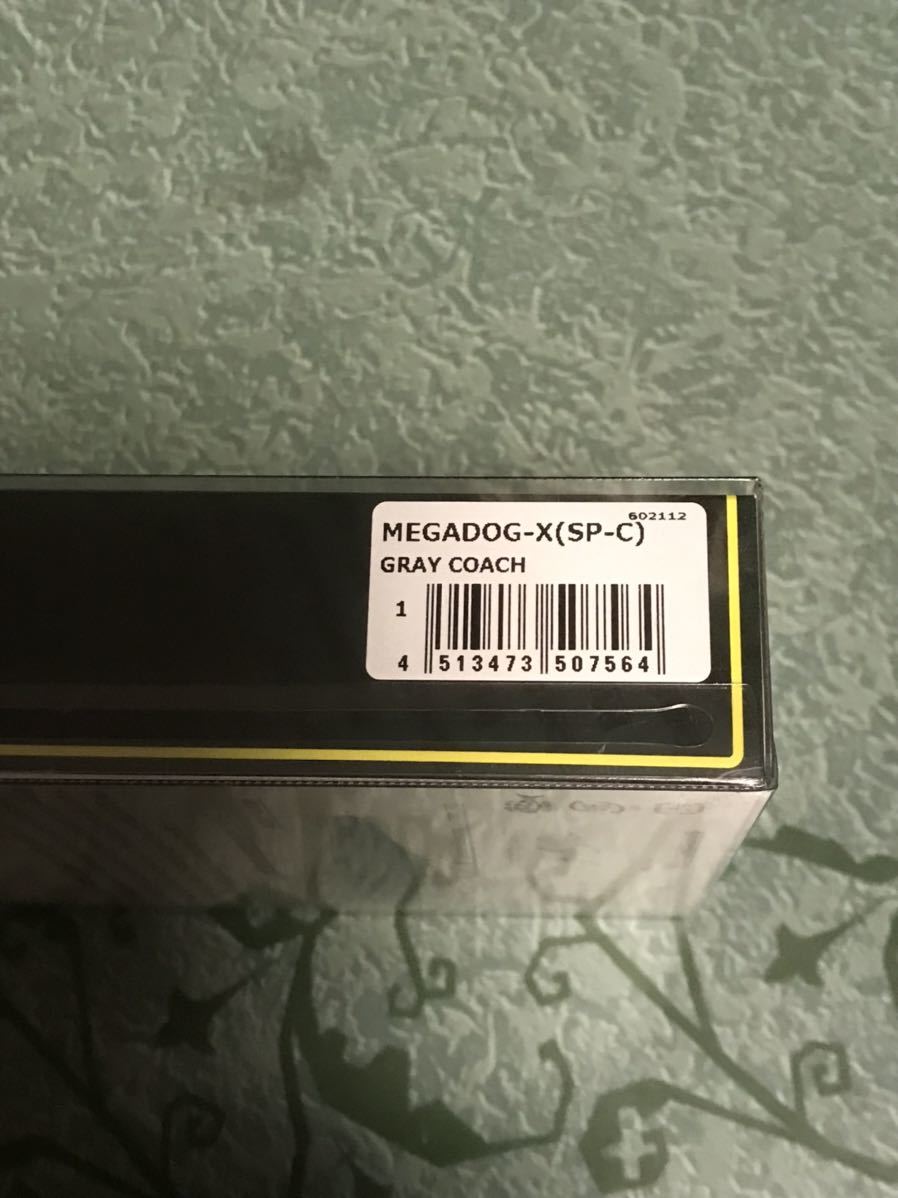 602112
MEGADOG-X(SP-C)
GRAY COACH
1
4 513473 507564